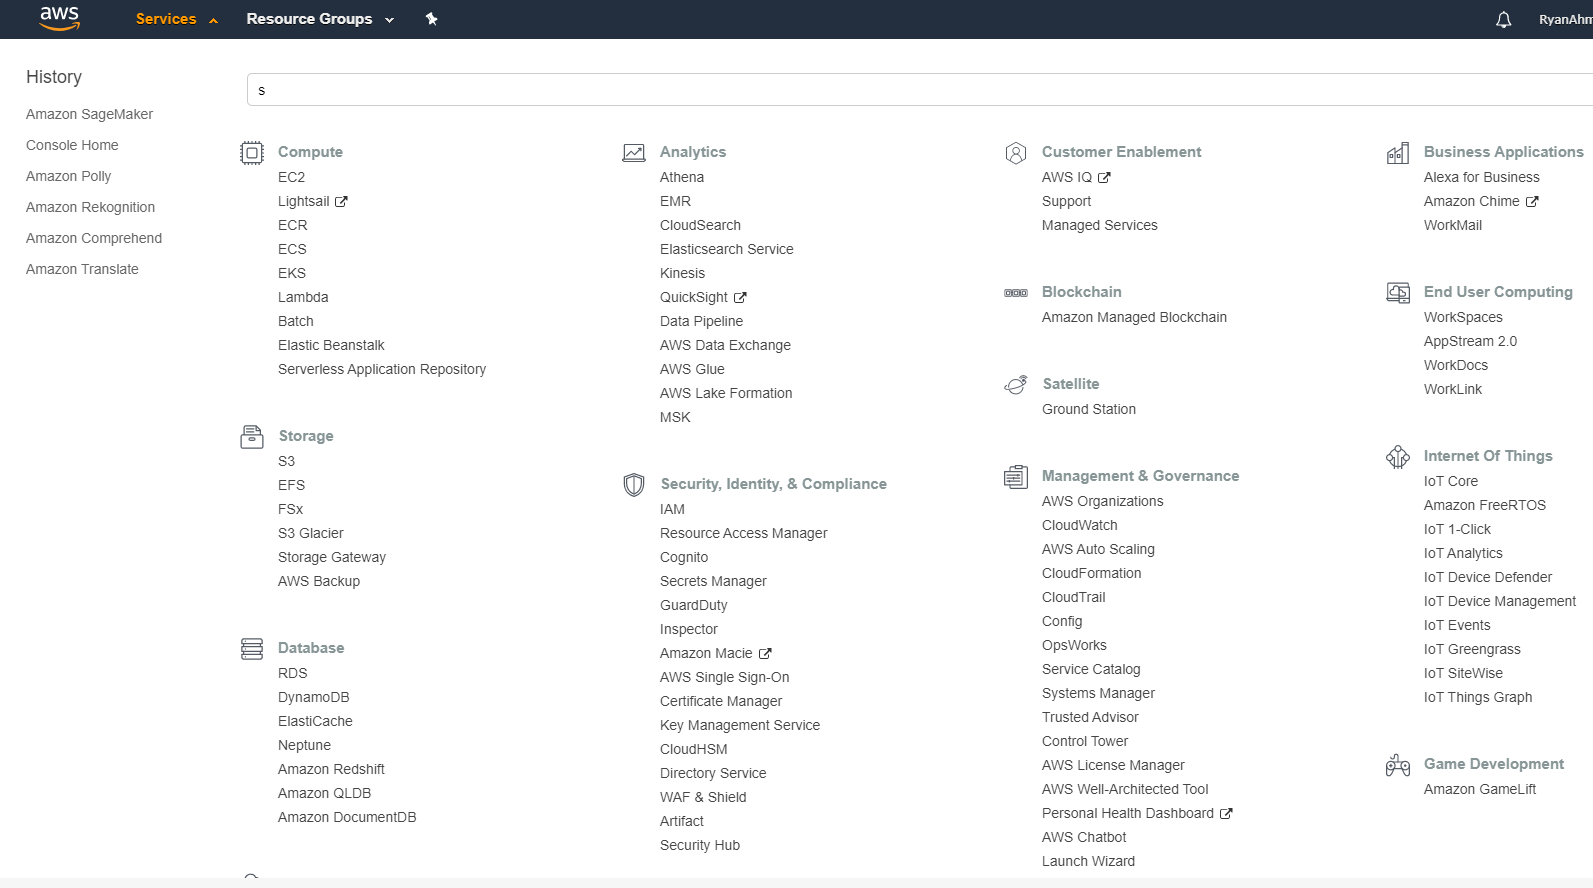 aws
Services
Resource Groups
RyanAhm
History
Amazon SageMaker
Console Home
Amazon Polly
Amazon Rekognition
Amazon Comprehend
Amazon Translate
s
Compute
EC2
Lightsail
ECR
ECS
EKS
Lambda
Batch
Elastic Beanstalk
Serverless Application Repository
Storage
S3
EFS
FSx
S3 Glacier
Storage Gateway
AWS Backup
Database
RDS
DynamoDB
ElastiCache
Neptune
Amazon Redshift
Amazon QLDB
Amazon DocumentDB
Analytics
Athena
EMR
CloudSearch
Elasticsearch Service
Kinesis
QuickSight
Data Pipeline
AWS Data Exchange
AWS Glue
AWS Lake Formation
MSK
Security, Identity, & Compliance
IAM
Resource Access Manager
Cognito
Secrets Manager
GuardDuty
Inspector
Amazon Macie
AWS Single Sign-On
Certificate Manager
Key Management Service
CloudHSM
Directory Service
WAF & Shield
Artifact
Security Hub
Customer Enablement
AWS IQ
Support
Managed Services
Blockchain
Amazon Managed Blockchain
Satellite
Ground Station
Management & Governance
AWS Organizations
CloudWatch
AWS Auto Scaling
CloudFormation
CloudTrail
Config
OpsWorks
Service Catalog
Systems Manager
Trusted Advisor
Control Tower
AWS License Manager
AWS Well-Architected Tool
Personal Health Dashboard
AWS Chatbot
Launch Wizard
Business Applications
Alexa for Business
Amazon Chime
WorkMail
End User Computing
WorkSpaces
AppStream 2.0
WorkDocs
WorkLink
Internet Of Things
IoT Core
Amazon FreeRTOS
IoT 1-Click
IoT Analytics
IoT Device Defender
IoT Device Management
IoT Events
IoT Greengrass
IoT SiteWise
IoT Things Graph
Game Development
Amazon GameLift